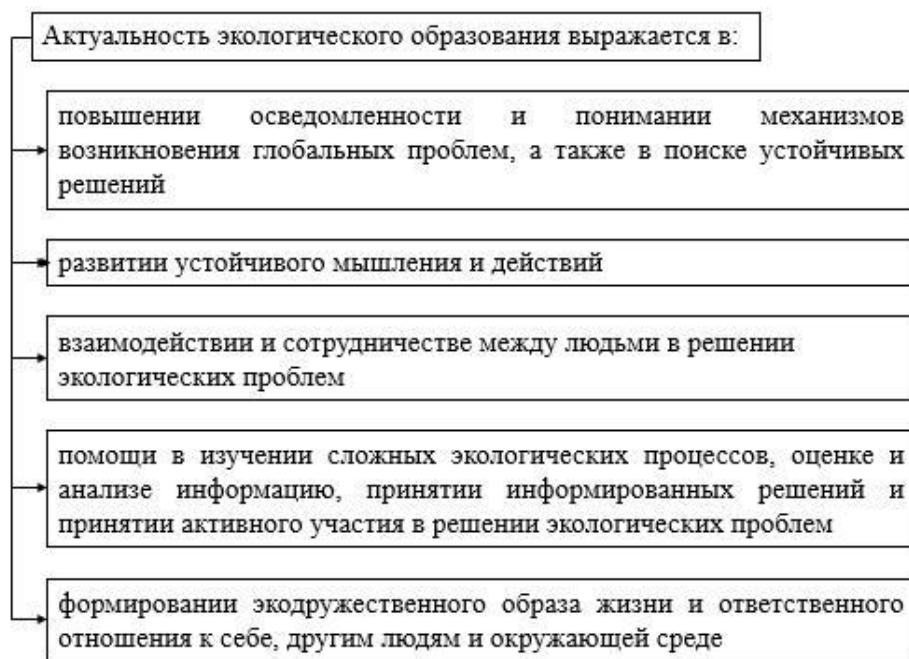 Актуальность экологического образования выражается в:
повышении осведомленности и понимании механизмов
возникновения глобальных проблем, а также в поиске устойчивых
решений
развитии устойчивого мышления и действий
взаимодействии и сотрудничестве между людьми в решении
экологических проблем
помощи в изучении сложных экологических процессов, оценке и
анализе информацию, принятии информированных решений и
принятии активного участия в решении экологических проблем
формировании экодружественного образа жизни и ответственного
отношения к себе, другим людям и окружающей среде